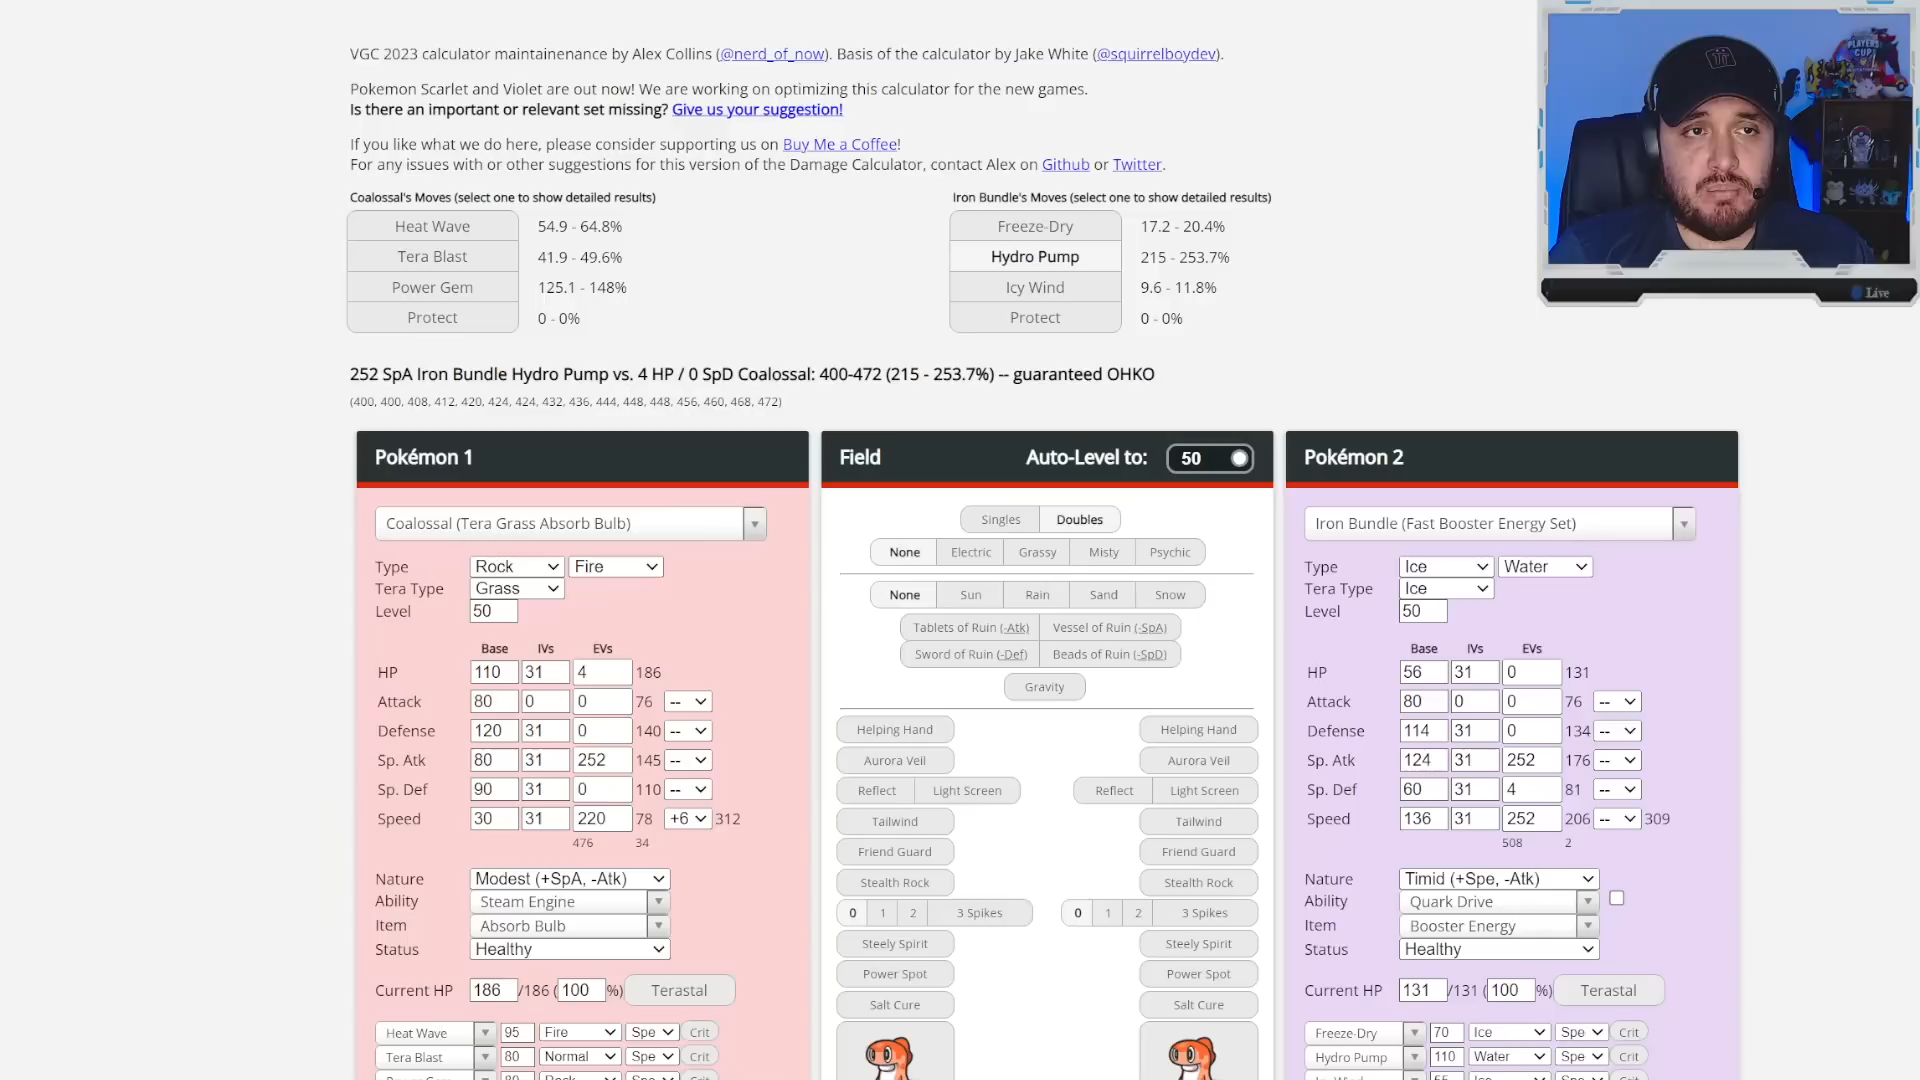 VGC 2023 calculator maintainenance by Alex Collins (@nerd_of_now). Basis of the calculator by Jake White (@squirrelboydev).
Pokemon Scarlet and Violet are out now! We are working on optimizing this calculator for the new games.
Is there an important or relevant set missing? Give us your suggestion!
If you like what we do here, please consider supporting us on Buy Me a Coffee!
For any issues with or other suggestions for this version of the Damage Calculator, contact Alex on Github or Twitter.
Coalossal's Moves (select one to show detailed results)
Heat Wave 54.9 - 64.8%
Tera Blast 41.9 - 49.6%
Power Gem 125.1 - 148%
Protect 0 - 0%
Iron Bundle's Moves (select one to show detailed results)
Freeze-Dry 17.2 - 20.4%
Hydro Pump 215 - 253.7%
Icy Wind 9.6 - 11.8%
Protect 0 - 0%
252 SpA Iron Bundle Hydro Pump vs. 4 HP / 0 SpD Coalossal: 400-472 (215 - 253.7%) -- guaranteed OHKO
(400, 400, 408, 412, 420, 424, 424, 432, 436, 444, 448, 448, 456, 460, 468, 472)
Pokémon 1
Coalossal (Tera Grass Absorb Bulb)
Type Rock Fire
Tera Type Grass
Level 50
Base IVs EVs
HP 110 31 4 186
Attack 80 0 0 76 --
Defense 120 31 0 140 --
Sp. Atk 80 31 252 145 --
Sp. Def 90 31 0 110 --
Speed 30 31 220 78 +6 312
476 34
Nature Modest (+SpA, -Atk)
Ability Steam Engine
Item Absorb Bulb
Status Healthy
Current HP 186 /186 ( 100 %) Terastal
Heat Wave 95 Fire Spe Crit
Tera Blast 80 Normal Spe Crit
Field Auto-Level to: 50
Singles Doubles
None Electric Grassy Misty Psychic
None Sun Rain Sand Snow
Tablets of Ruin (-Atk) Vessel of Ruin (-SpA)
Sword of Ruin (-Def) Beads of Ruin (-SpD)
Gravity
Helping Hand Helping Hand
Aurora Veil Aurora Veil
Reflect Light Screen Reflect Light Screen
Tailwind Tailwind
Friend Guard Friend Guard
Stealth Rock Stealth Rock
0 1 2 3 Spikes 0 1 2 3 Spikes
Steely Spirit Steely Spirit
Power Spot Power Spot
Salt Cure Salt Cure
Pokémon 2
Iron Bundle (Fast Booster Energy Set)
Type Ice Water
Tera Type Ice
Level 50
Base IVs EVs
HP 56 31 0 131
Attack 80 0 0 76 --
Defense 114 31 0 134 --
Sp. Atk 124 31 252 176 --
Sp. Def 60 31 4 81 --
Speed 136 31 252 206 -- 309
508 2
Nature Timid (+Spe, -Atk)
Ability Quark Drive
Item Booster Energy
Status Healthy
Current HP 131 /131 ( 100 %) Terastal
Freeze-Dry 70 Ice Spe Crit
Hydro Pump 110 Water Spe Crit
PLAYERS CUP
Live